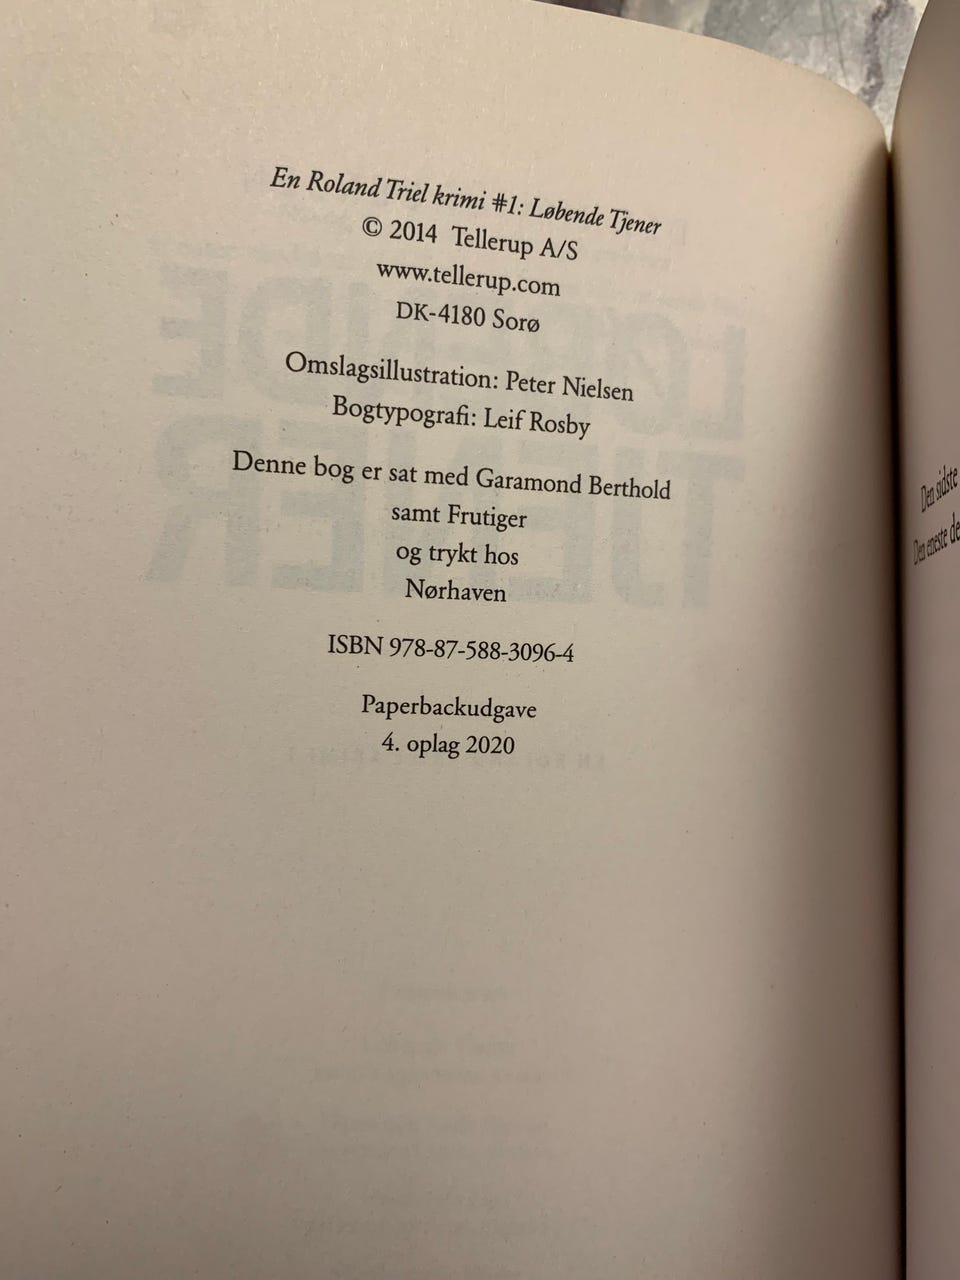 En Roland Triel krimi #1: Løbende Tjener
© 2014 Tellerup A/S
www.tellerup.com
DK-4180 Sorø
Omslagsillustration: Peter Nielsen
Bogtypografi: Leif Rosby
Denne bog er sat med Garamond Berthold
samt Frutiger
og trykt hos
Nørhaven
ISBN 978-87-588-3096-4
Paperbackudgave
4. oplag 2020
Den sidste
Den eneste de